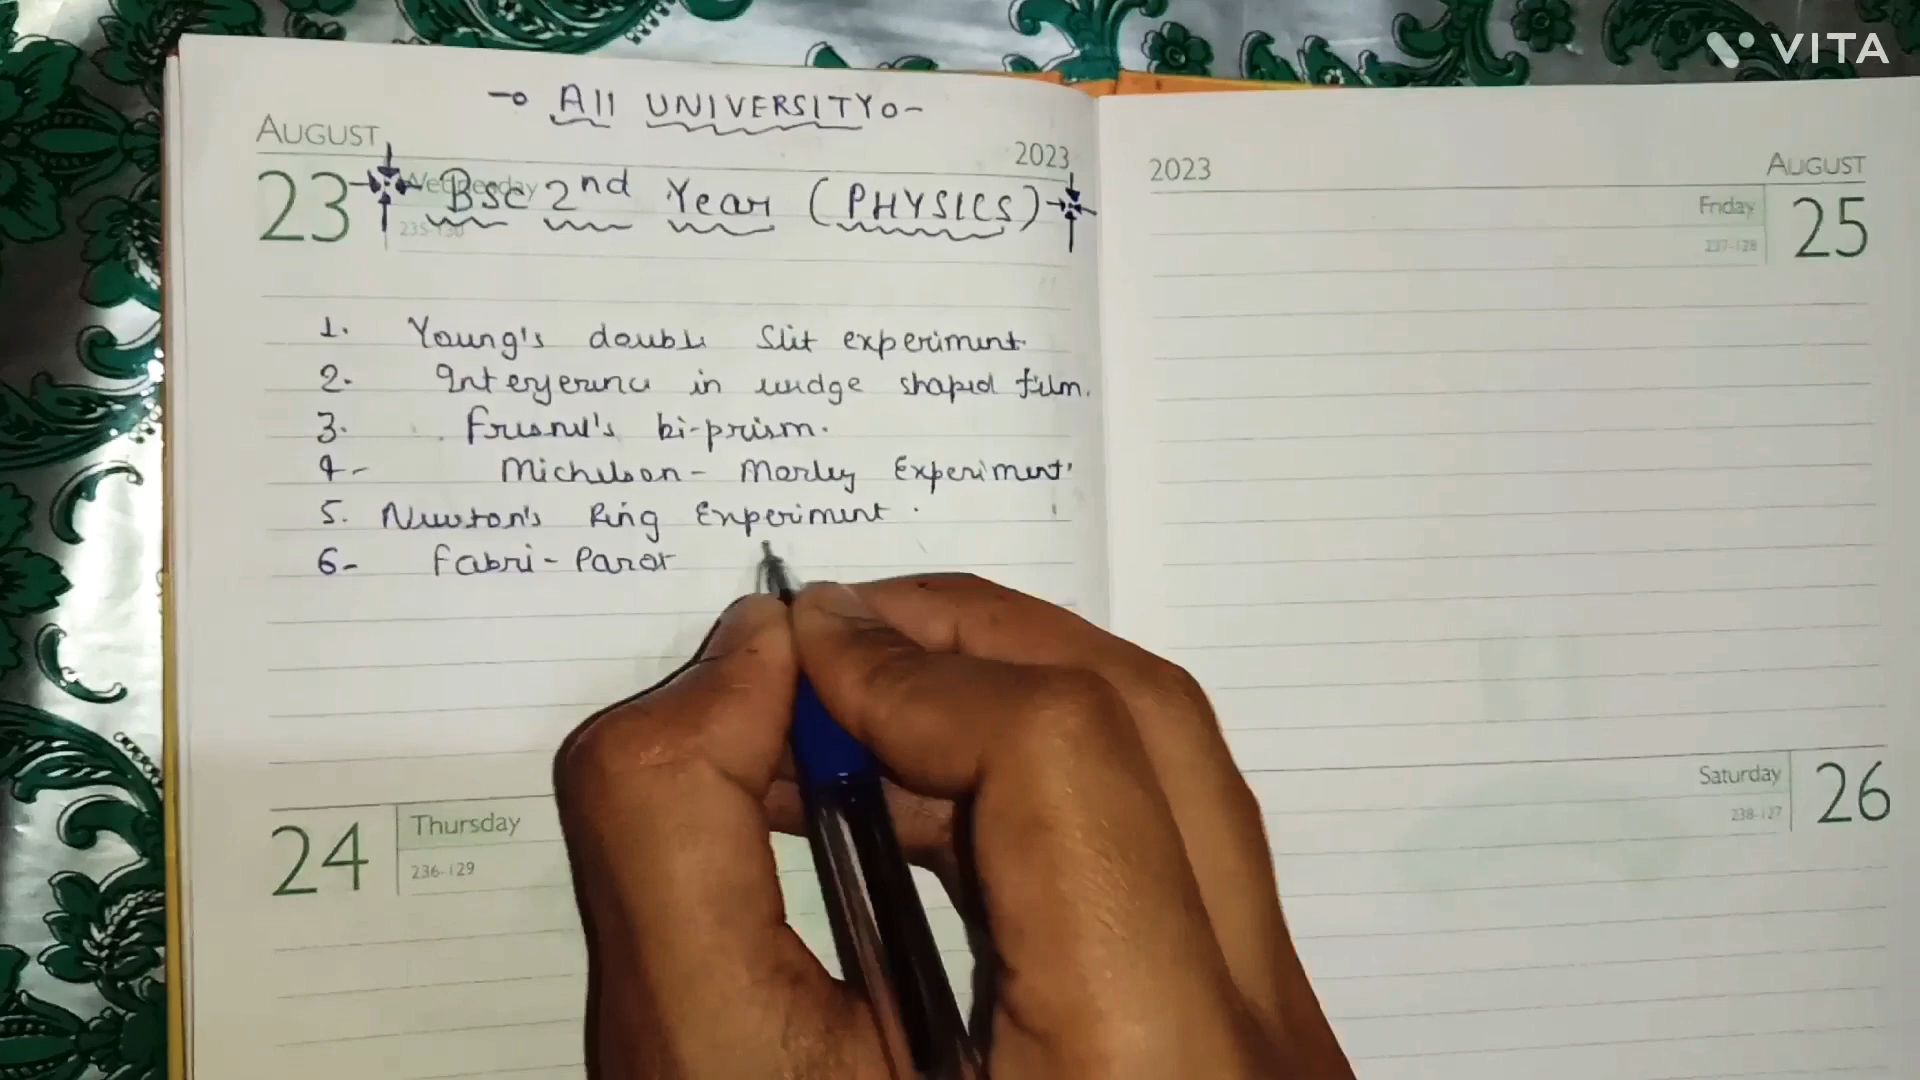 VITA
-o All UNIVERSITY o-
AUGUST
2023
23
Wednesday
235-130
Bsc 2nd Year (PHYSICS)
1. Young's double Slit experiment
2. Interference in wedge shaped film.
3. Fresnel's bi-prism.
4- Michelson- Morley Experiment.
5. Newton's Ring Experiment.
6- Fabri-Parot
24
Thursday
236-129
2023
AUGUST
Friday
25
237-128
Saturday
26
238-127